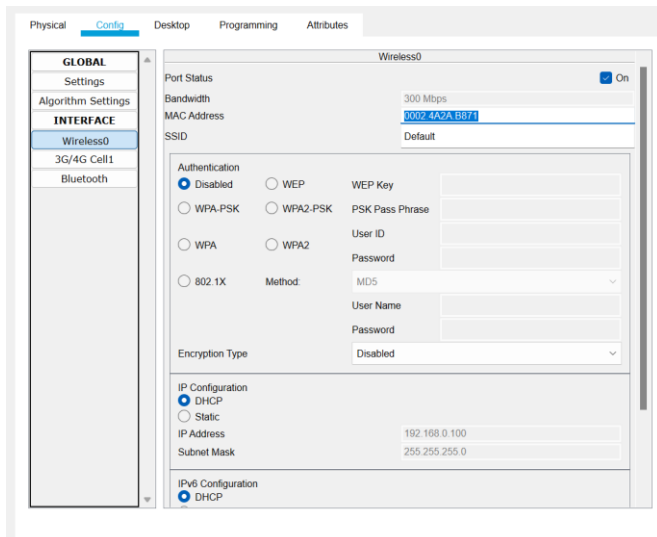 Physical Config Desktop Programming Attributes
GLOBAL
Settings
Algorithm Settings
INTERFACE
Wireless0
3G/4G Cell1
Bluetooth
Wireless0
Port Status On
Bandwidth 300 Mbps
MAC Address 0002.4A2A.B871
SSID Default
Authentication
Disabled WEP WEP Key
WPA-PSK WPA2-PSK PSK Pass Phrase
User ID
WPA WPA2
Password
802.1X Method: MD5
User Name
Password
Encryption Type Disabled
IP Configuration
DHCP
Static
IP Address 192.168.0.100
Subnet Mask 255.255.255.0
IPv6 Configuration
DHCP